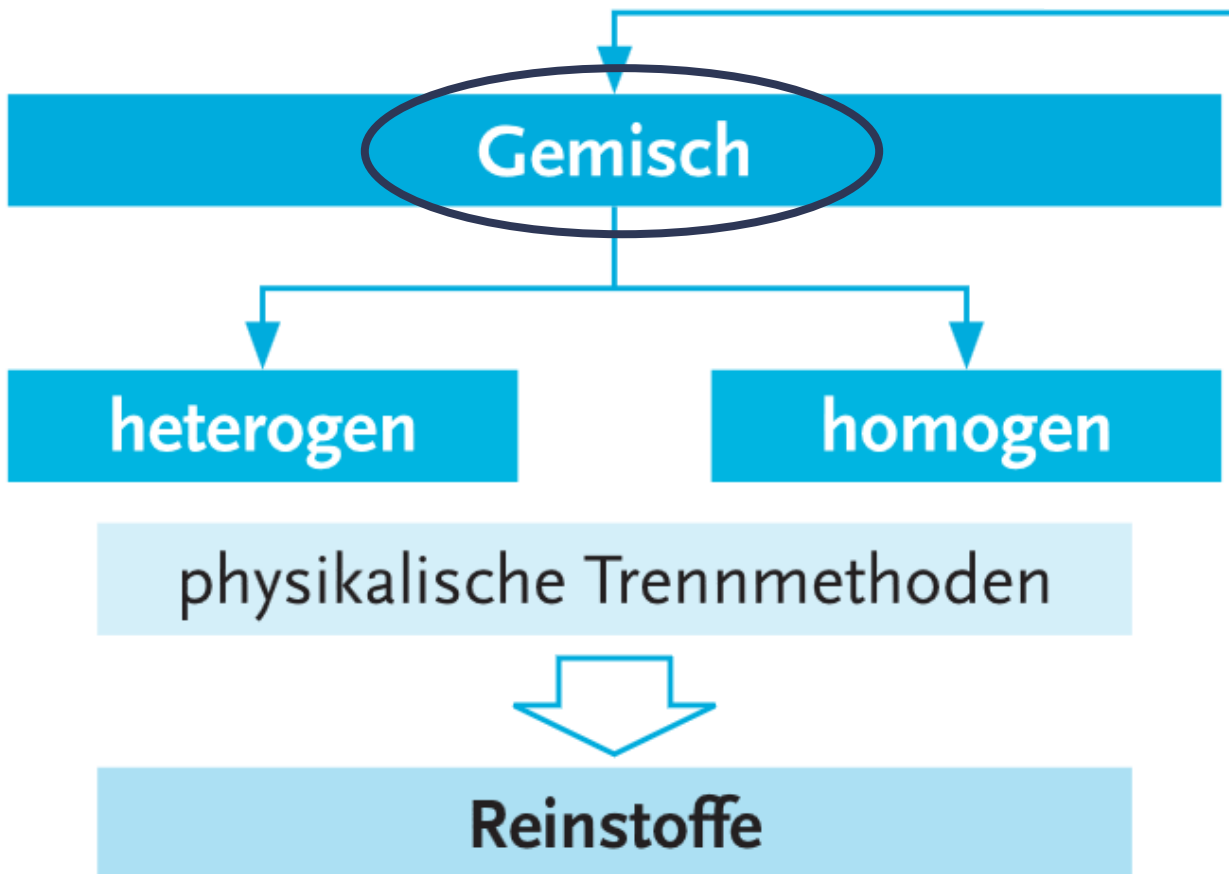 Gemisch
heterogen
homogen
physikalische Trennmethoden
Reinstoffe